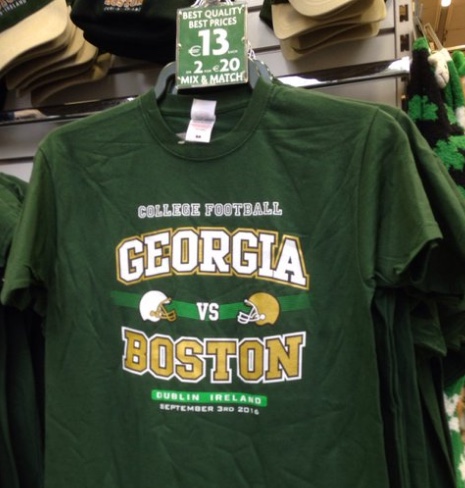 BEST QUALITY
BEST PRICES
€13 EACH
OR 2 FOR €20
MIX & MATCH
COLLEGE FOOTBALL
GEORGIA
VS
BOSTON
DUBLIN IRELAND
SEPTEMBER 3RD 2016